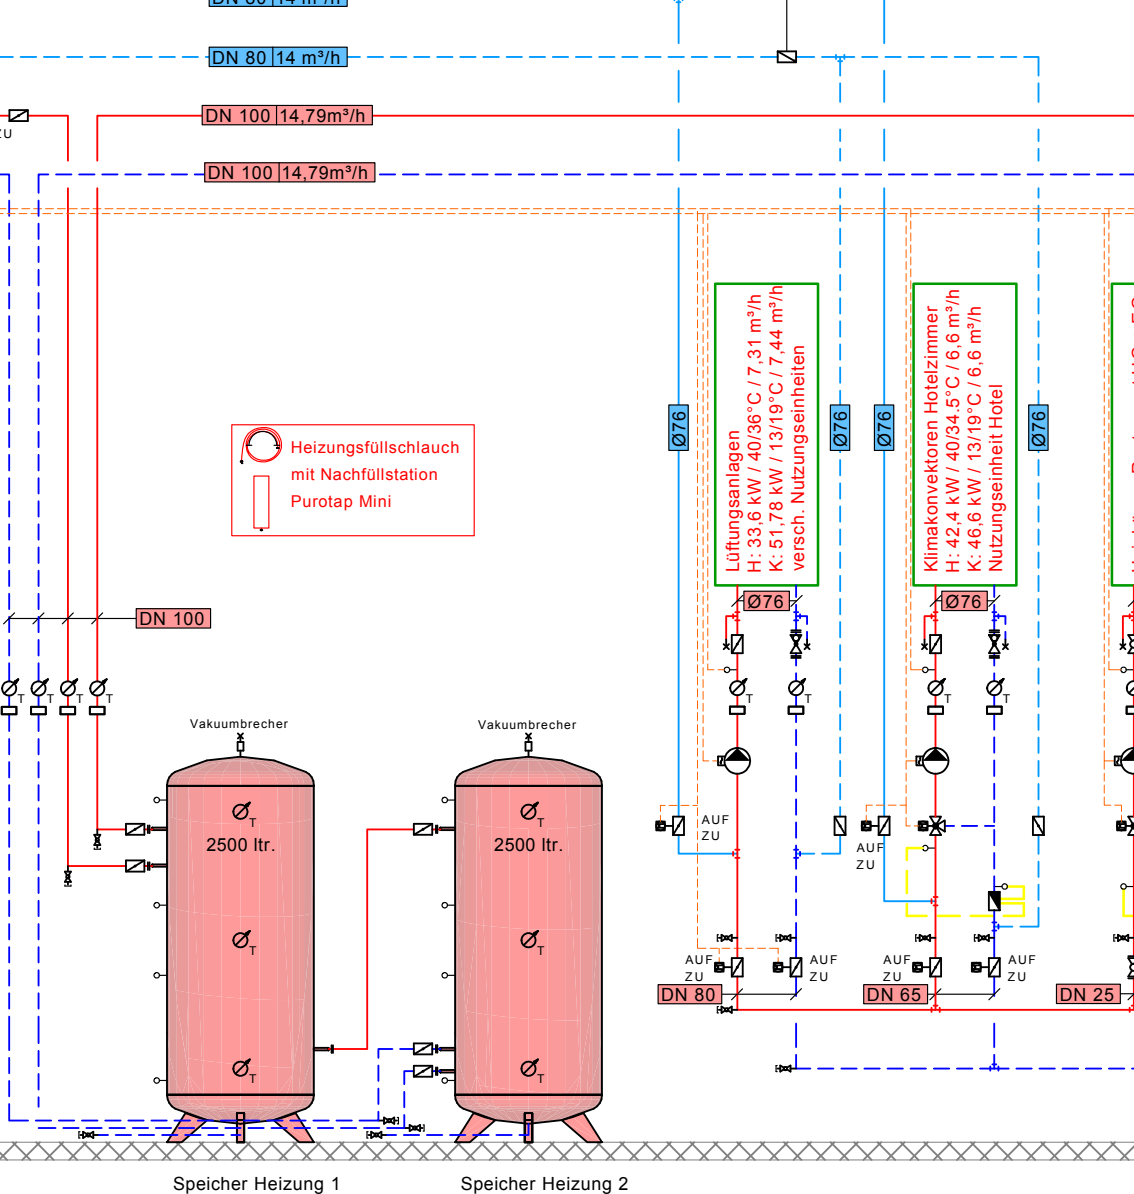 DN 80 14 m³/h
DN 80 14 m³/h
DN 100 14,79m³/h
ZU
DN 100 14,79m³/h
Lüftungsanlagen
H: 33,6 kW / 40/36°C / 7,31 m³/h
K: 51,78 kW / 13/19°C / 7,44 m³/h
versch. Nutzungseinheiten
Klimakonvektoren Hotelzimmer
H: 42,4 kW / 40/34.5°C / 6,6 m³/h
K: 46,6 kW / 13/19°C / 6,6 m³/h
Nutzungseinheit Hotel
Ø76
Ø76
Ø76
Ø76
Heizungsfüllschlauch
mit Nachfüllstation
Purotap Mini
Ø76
Ø76
DN 100
T
T
T
T
T
T
T
T
Vakuumbrecher
Vakuumbrecher
T
T
2500 ltr.
2500 ltr.
AUF
ZU
AUF
ZU
T
T
AUF
ZU
AUF
ZU
AUF
ZU
AUF
ZU
DN 80
DN 65
DN 25
T
T
Speicher Heizung 1
Speicher Heizung 2